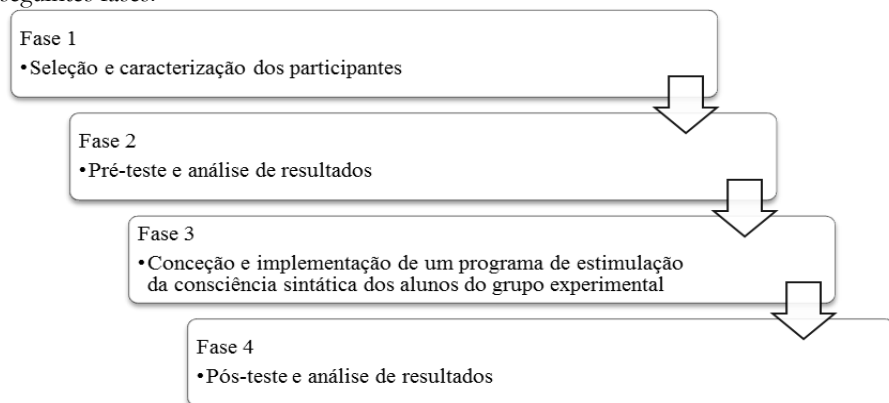 seguintes fases:
Fase 1
•Seleção e caracterização dos participantes
Fase 2
•Pré-teste e análise de resultados
Fase 3
•Conceção e implementação de um programa de estimulação
da consciência sintática dos alunos do grupo experimental
Fase 4
•Pós-teste e análise de resultados